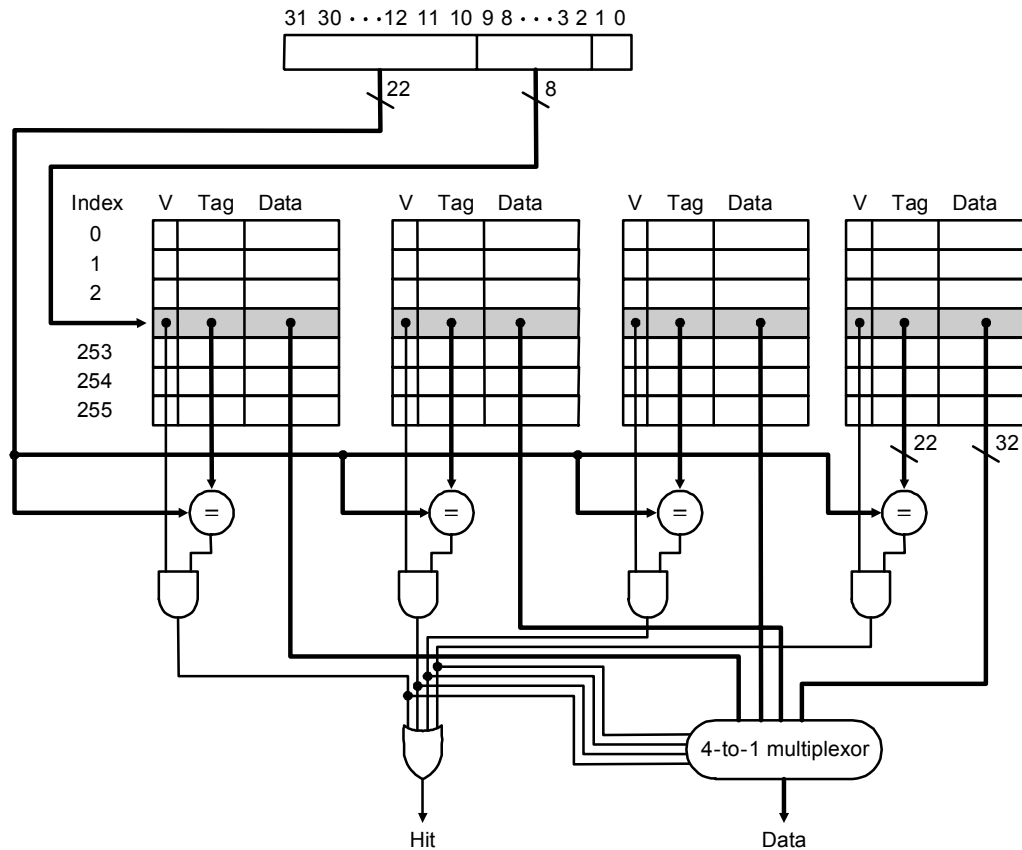 31 30 ··· 12 11 10 9 8 ··· 3 2 1 0
22 8
Index V Tag Data V Tag Data V Tag Data V Tag Data
0
1
2
253
254
255
22 32
= = = =
4-to-1 multiplexor
Hit Data